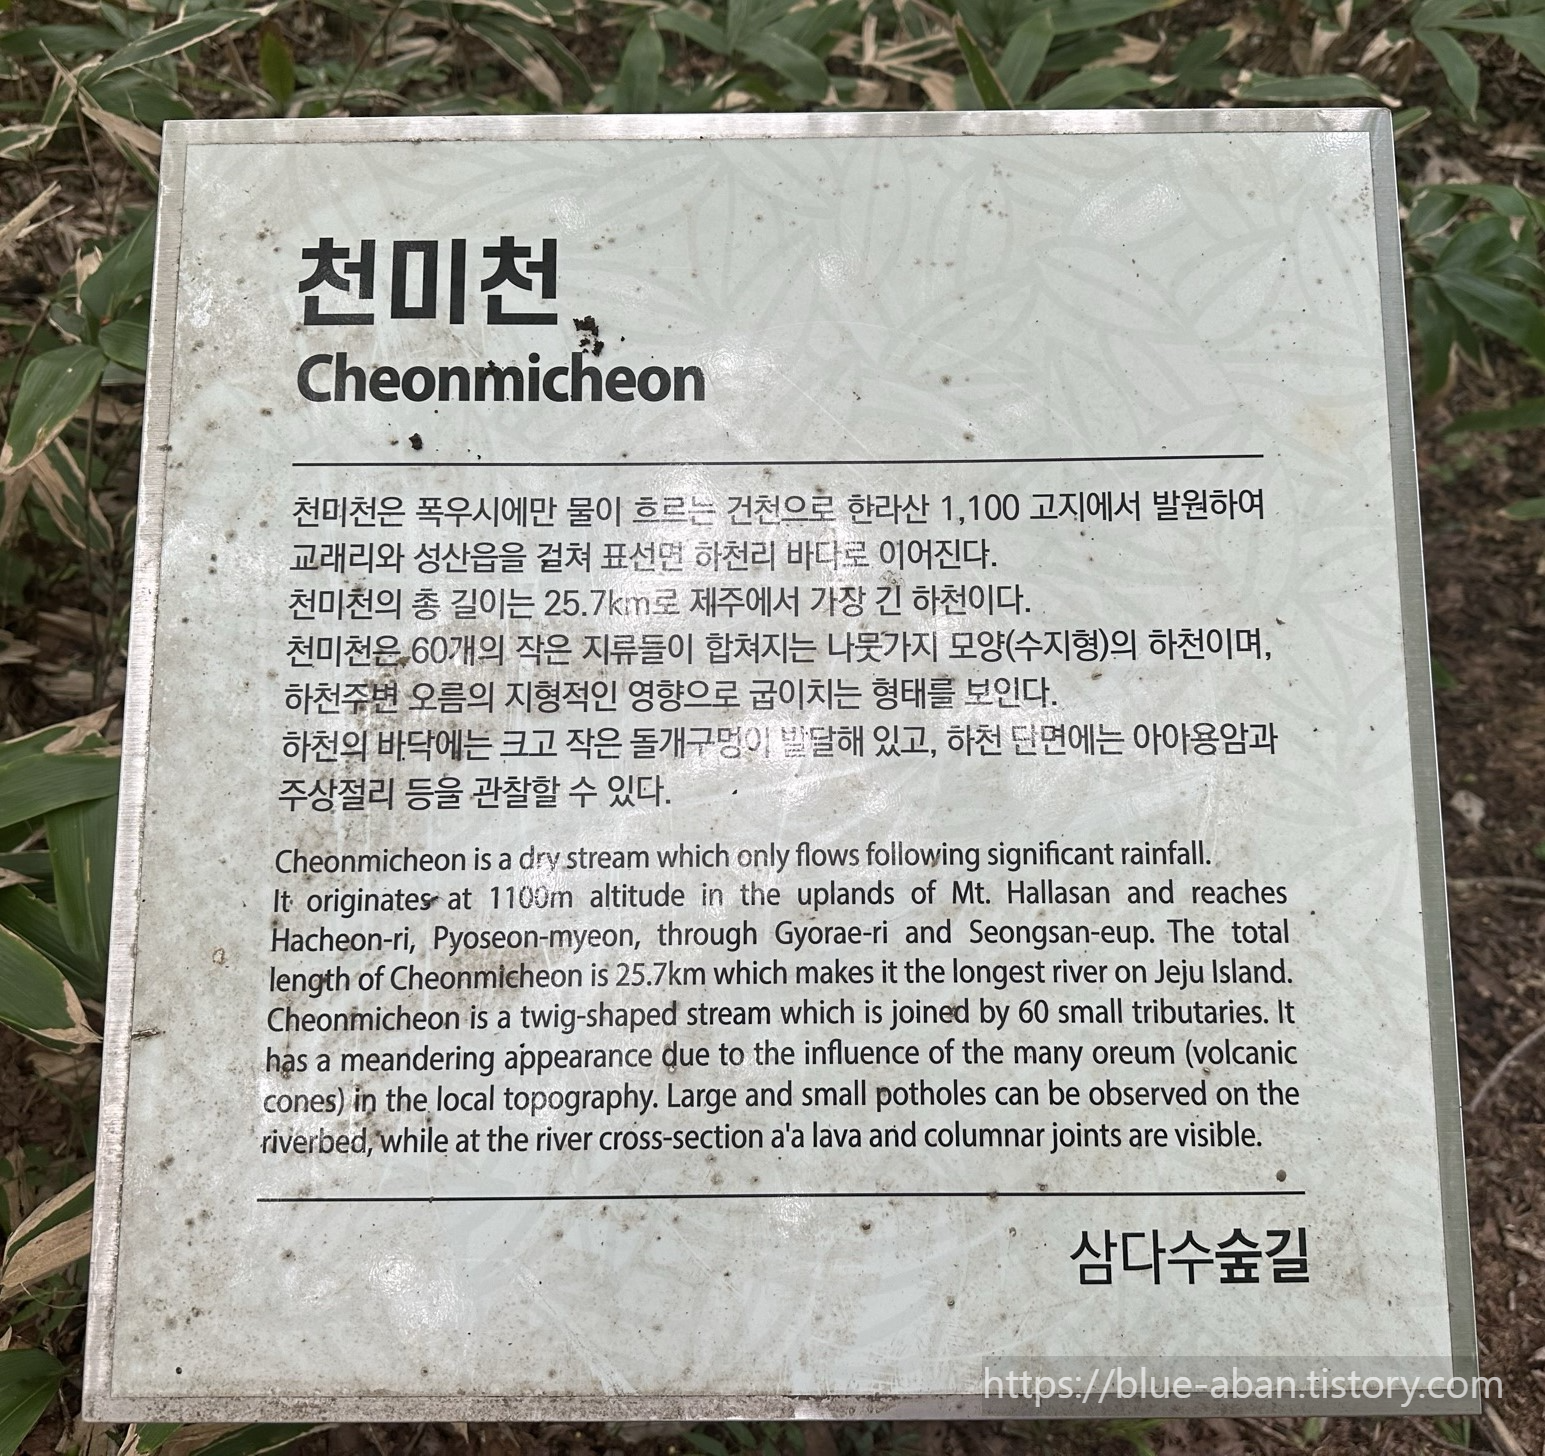 천미천
Cheonmicheon
천미천은 폭우시에만 물이 흐르는 건천으로 한라산 1,100 고지에서 발원하여
교래리와 성산읍을 걸쳐 표선면 하천리 바다로 이어진다.
천미천의 총 길이는 25.7km로 제주에서 가장 긴 하천이다.
천미천은 60개의 작은 지류들이 합쳐지는 나뭇가지 모양(수지형)의 하천이며,
하천주변 오름의 지형적인 영향으로 굽이치는 형태를 보인다.
하천의 바닥에는 크고 작은 돌개구멍이 발달해 있고, 하천 단면에는 아아용암과
주상절리 등을 관찰할 수 있다.
Cheonmicheon is a dry stream which only flows following significant rainfall.
It originates at 1100m altitude in the uplands of Mt. Hallasan and reaches
Hacheon-ri, Pyoseon-myeon, through Gyorae-ri and Seongsan-eup. The total
length of Cheonmicheon is 25.7km which makes it the longest river on Jeju Island.
Cheonmicheon is a twig-shaped stream which is joined by 60 small tributaries. It
has a meandering appearance due to the influence of the many oreum (volcanic
cones) in the local topography. Large and small potholes can be observed on the
riverbed, while at the river cross-section a'a lava and columnar joints are visible.
삼다수숲길
https://blue-aban.tistory.com